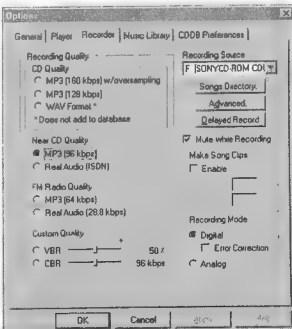 Options
General | Player | Recorder | Music Library | CDDB Preferences
Recording Quality
CD Quality
MP3 (160 kbps) w/oversampling
MP3 (128 kbps)
WAV Format *
*Does not add to database
Near CD Quality
MP3 (96 kbps)
Real Audio (ISDN)
FM Radio Quality
MP3 (64 kbps)
Real Audio (28.8 kbps)
Custom Quality
VBR 50 %
CBR 96 kbps
Recording Source
F [SONYCD-ROM CD
Songs Directory.
Advanced.
Delayed Record
Mute while Recording
Make Song Clips
Enable
Recording Mode
Digital
Error Correction
Analog
OK
Cancel